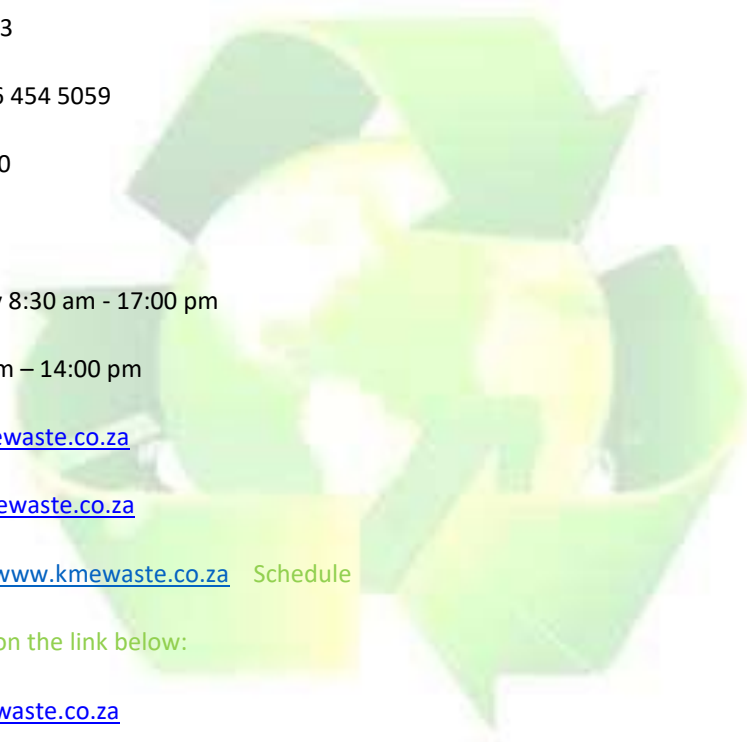 3
454 5059
0
8:30 am - 17:00 pm
m – 14:00 pm
ewaste.co.za
ewaste.co.za
www.kmewaste.co.za Schedule
on the link below:
waste.co.za